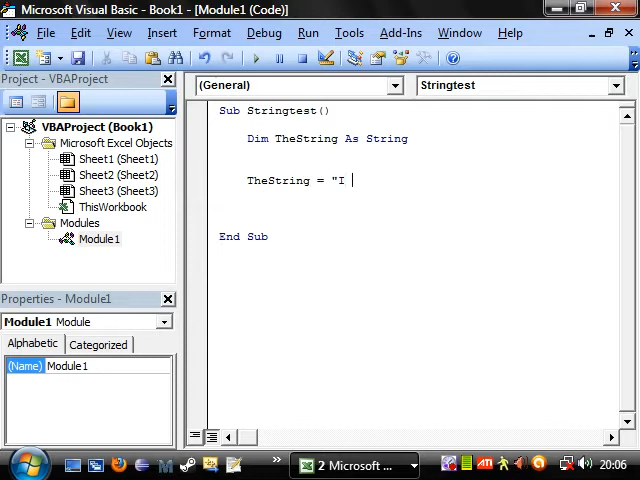 Microsoft Visual Basic - Book1 - [Module1 (Code)]
File Edit View Insert Format Debug Run Tools Add-Ins Window Help
Project - VBAProject
VBAProject (Book1)
Microsoft Excel Objects
Sheet1 (Sheet1)
Sheet2 (Sheet2)
Sheet3 (Sheet3)
ThisWorkbook
Modules
Module1
Properties - Module1
Module1 Module
Alphabetic Categorized
(Name) Module1
(General) Stringtest
Sub Stringtest()
Dim TheString As String
TheString = "I
End Sub
2 Microsoft ...
ATI
20:06